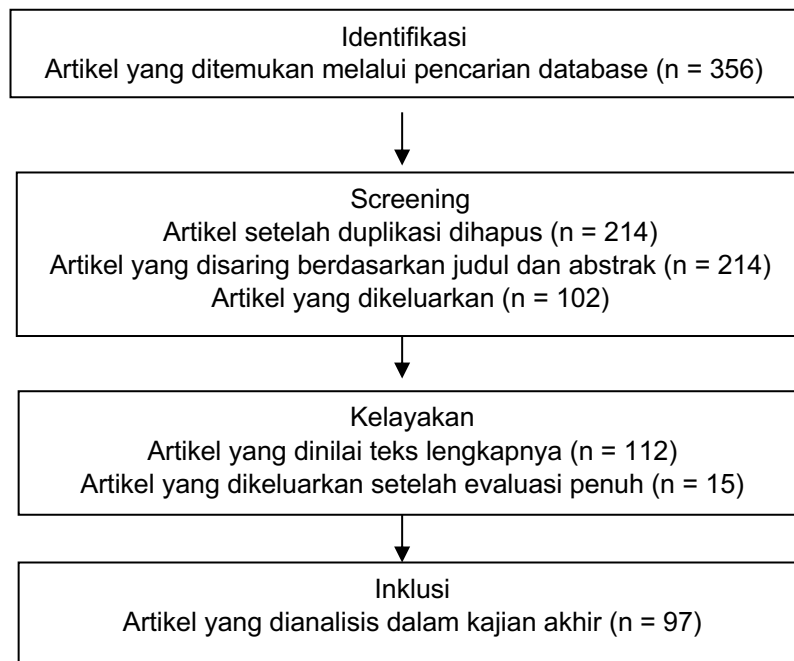 Identifikasi
Artikel yang ditemukan melalui pencarian database (n = 356)
Screening
Artikel setelah duplikasi dihapus (n = 214)
Artikel yang disaring berdasarkan judul dan abstrak (n = 214)
Artikel yang dikeluarkan (n = 102)
Kelayakan
Artikel yang dinilai teks lengkapnya (n = 112)
Artikel yang dikeluarkan setelah evaluasi penuh (n = 15)
Inklusi
Artikel yang dianalisis dalam kajian akhir (n = 97)